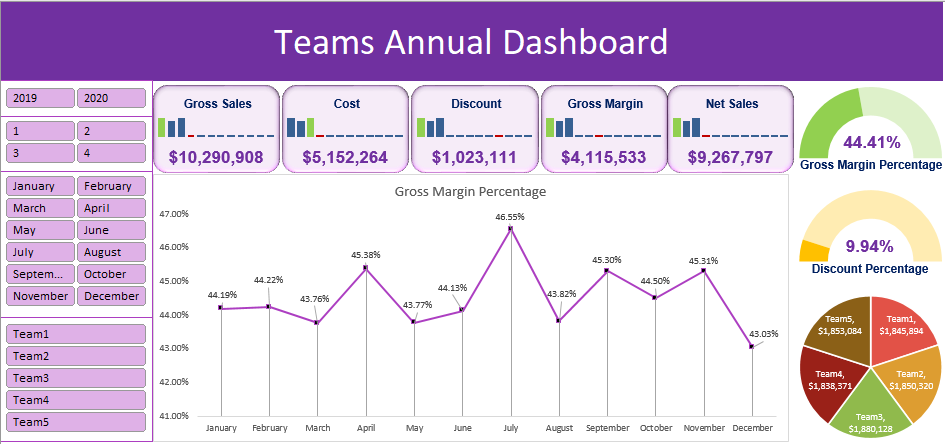 Teams Annual Dashboard
2019 2020
1 2
3 4
January February
March April
May June
July August
Septem... October
November December
Team1
Team2
Team3
Team4
Team5
Gross Sales
$10,290,908
Cost
$5,152,264
Discount
$1,023,111
Gross Margin
$4,115,533
Net Sales
$9,267,797
Gross Margin Percentage
47.00%
46.00%
45.00%
44.00%
43.00%
42.00%
41.00%
44.19%
44.22%
43.76%
45.38%
43.77%
44.13%
46.55%
43.82%
45.30%
44.50%
45.31%
43.03%
January February March April May June July August September October November December
44.41%
Gross Margin Percentage
9.94%
Discount Percentage
Team5,
$1,853,084
Team1,
$1,845,894
Team4,
$1,838,371
Team2,
$1,850,320
Team3,
$1,880,128